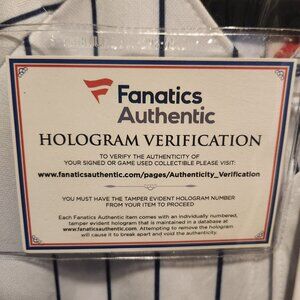 Fanatics
Authentic
HOLOGRAM VERIFICATION
TO VERIFY THE AUTHENTICITY OF
YOUR SIGNED OR GAME USED COLLECTIBLE PLEASE VISIT:
www.fanaticsauthentic.com/pages/Authenticity_Verification
YOU MUST HAVE THE TAMPER EVIDENT HOLOGRAM NUMBER
FROM YOUR ITEM TO PROCEED
Each Fanatics Authentic item comes with an individually numbered,
tamper evident hologram that is maintained in a database at
www.fanaticsauthentic.com. Attempting to remove the hologram
will cause it to break apart and void the authenticity.